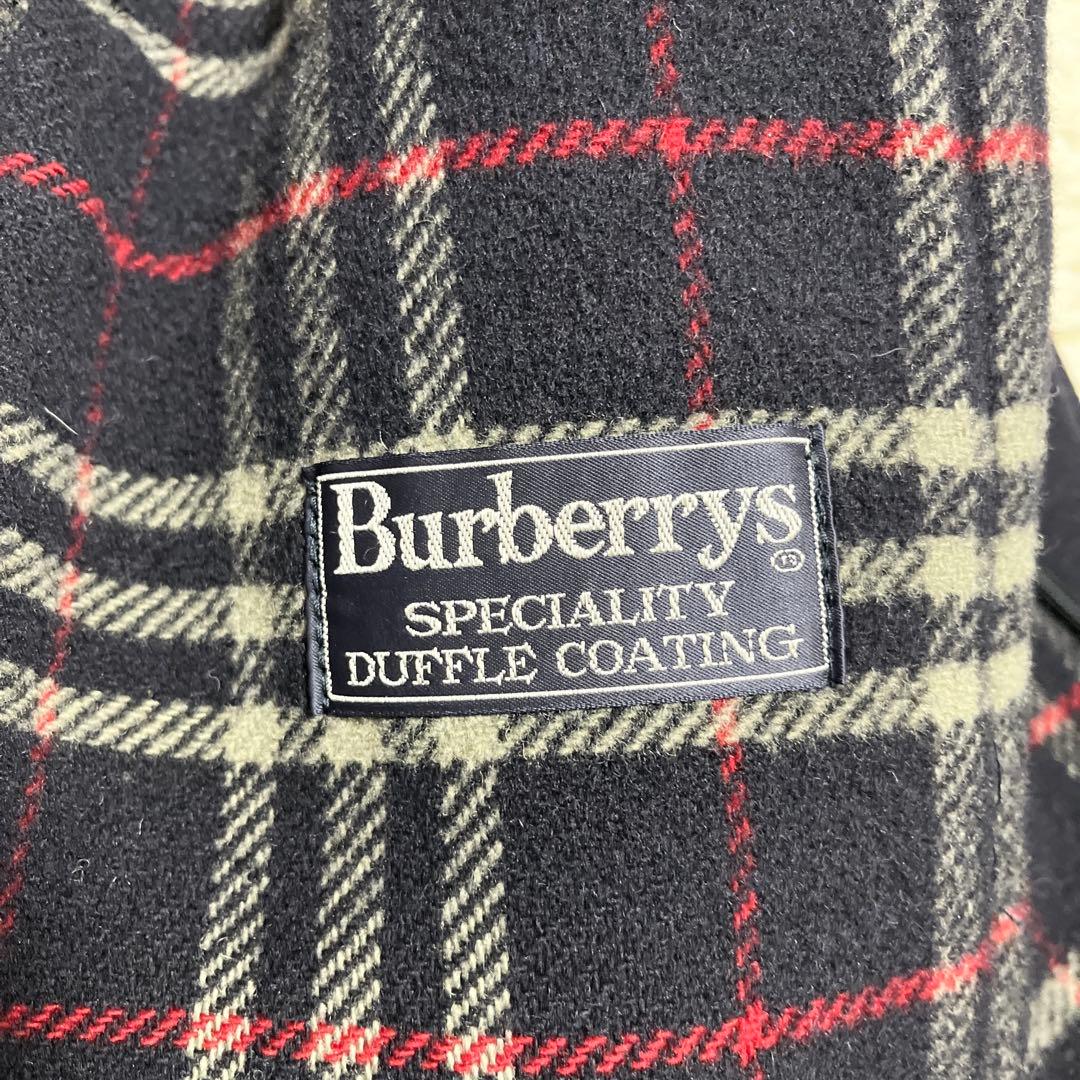 Burberrys ®
SPECIALITY
DUFFLE COATING